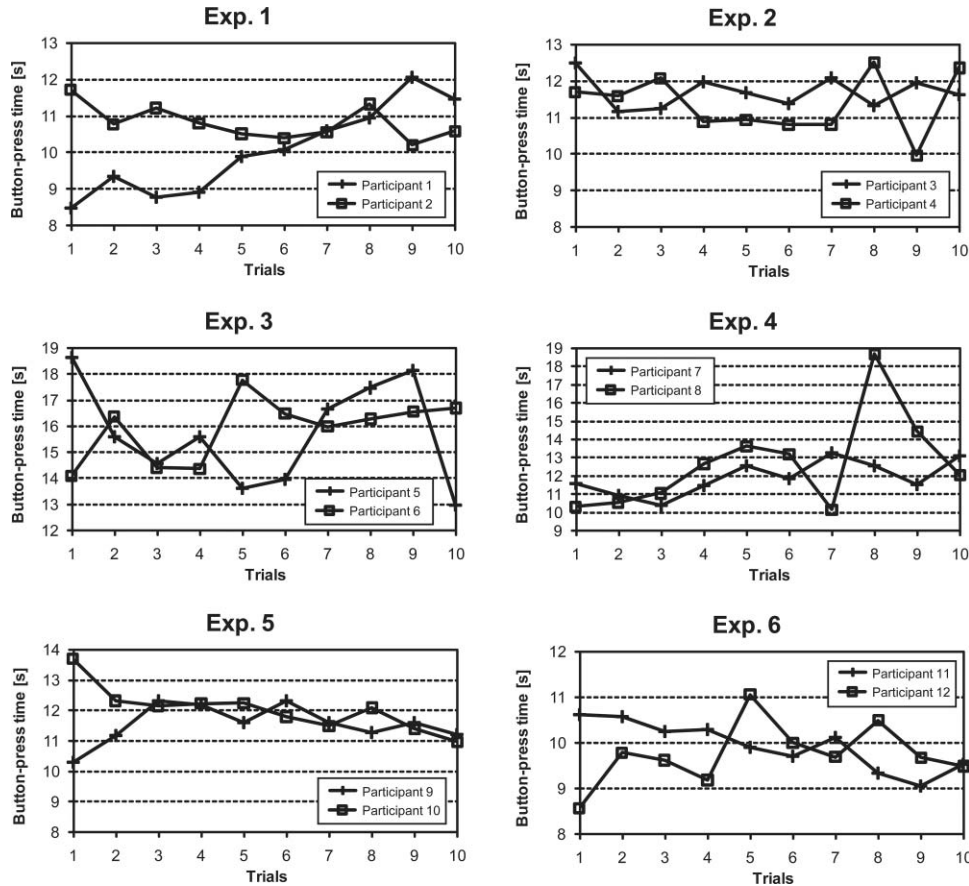 Exp. 1
Button-press time [s]
13
12
11
10
9
8
Participant 1
Participant 2
1 2 3 4 5 6 7 8 9 10
Trials
Exp. 2
Button-press time [s]
13
12
11
10
9
8
Participant 3
Participant 4
1 2 3 4 5 6 7 8 9 10
Trials
Exp. 3
Button-press time [s]
19
18
17
16
15
14
13
12
Participant 5
Participant 6
1 2 3 4 5 6 7 8 9 10
Trials
Exp. 4
Button-press time [s]
19
18
17
16
15
14
13
12
11
10
9
Participant 7
Participant 8
1 2 3 4 5 6 7 8 9 10
Trials
Exp. 5
Button-press time [s]
14
13
12
11
10
9
8
Participant 9
Participant 10
1 2 3 4 5 6 7 8 9 10
Trials
Exp. 6
Button-press time [s]
12
11
10
9
8
Participant 11
Participant 12
1 2 3 4 5 6 7 8 9 10
Trials